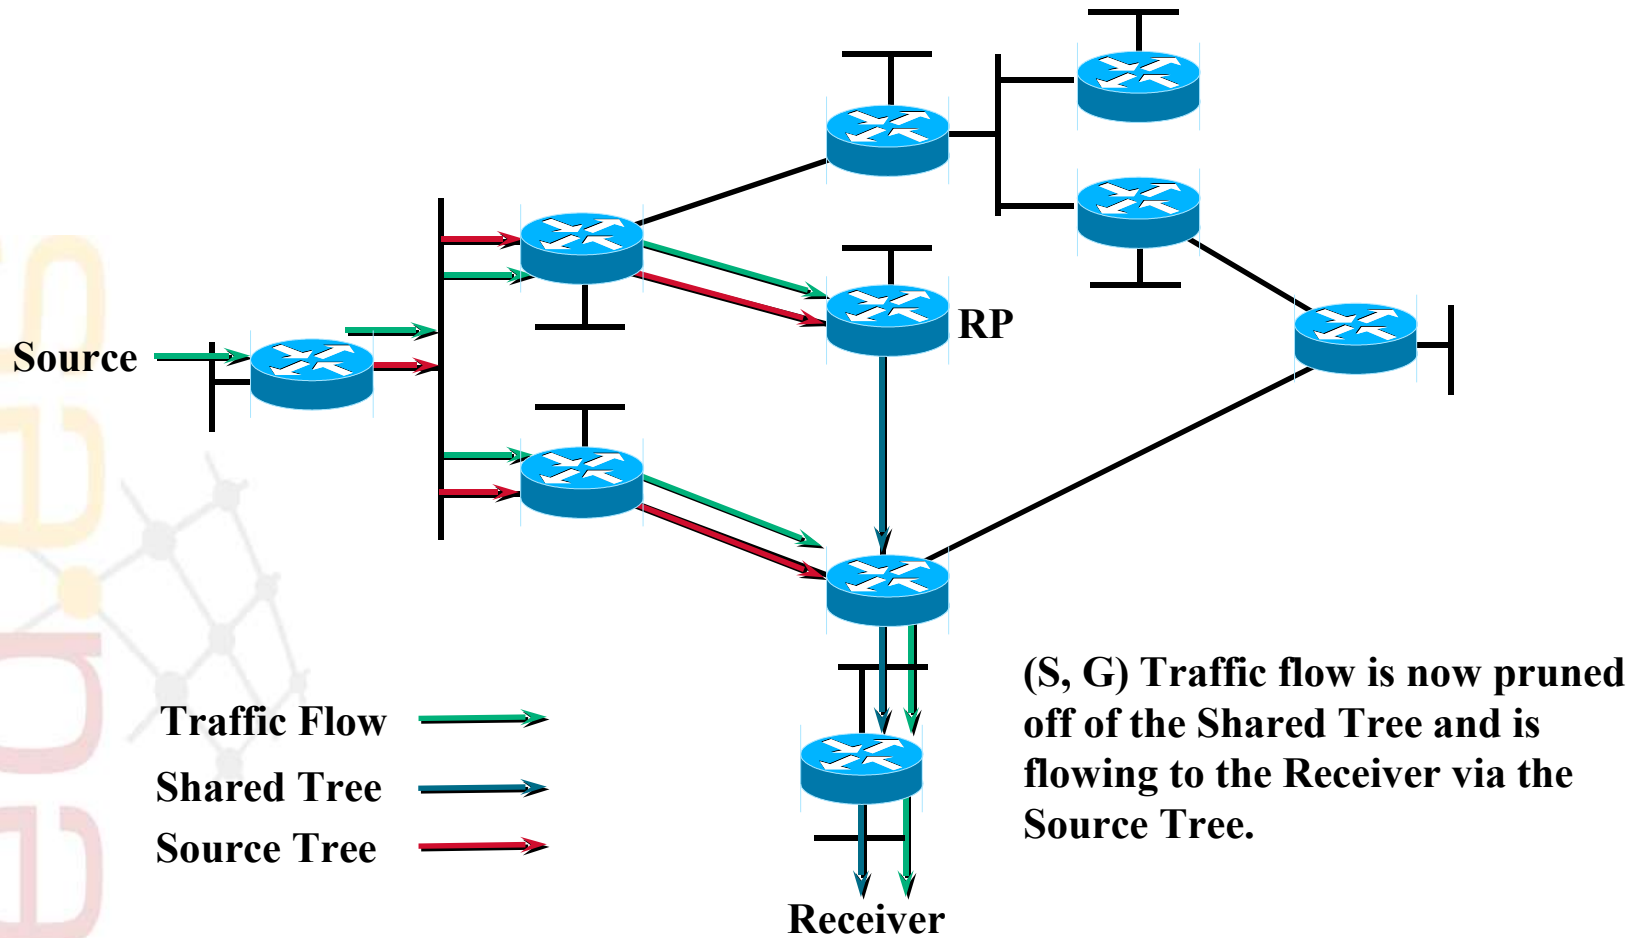 RP
Source
(S, G) Traffic flow is now pruned
off of the Shared Tree and is
flowing to the Receiver via the
Source Tree.
Traffic Flow
Shared Tree
Source Tree
Receiver